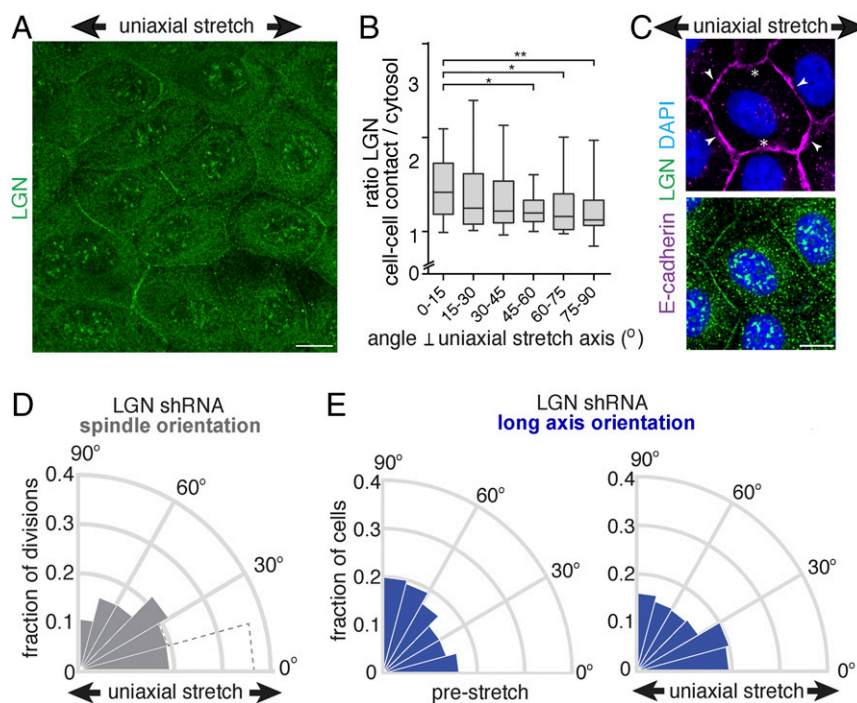 A
uniaxial stretch
LGN
B
ratio LGN
cell-cell contact / cytosol
3
2
1
0
**
*
*
0-15
15-30
30-45
45-60
60-75
75-90
angle ⊥ uniaxial stretch axis (°)
C
uniaxial stretch
E-cadherin LGN DAPI
*
*
D
LGN shRNA
spindle orientation
fraction of divisions
0.4
0.3
0.2
0.1
0
90°
60°
30°
0°
uniaxial stretch
E
LGN shRNA
long axis orientation
fraction of cells
0.4
0.3
0.2
0.1
0
90°
60°
30°
0°
pre-stretch
0.4
0.3
0.2
0.1
0
90°
60°
30°
0°
uniaxial stretch